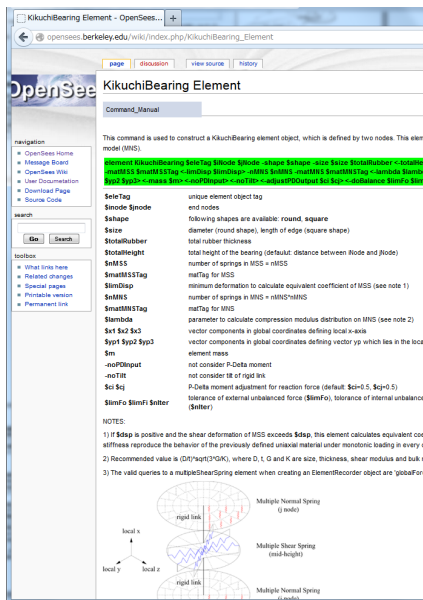 KikuchiBearing Element - OpenSees...
opensees.berkeley.edu/wiki/index.php/KikuchiBearing_Element
page discussion view source history
OpenSee
KikuchiBearing Element
Command_Manual
This command is used to construct a KikuchiBearing element object, which is defined by two nodes. This elem
model (MNS).
element KikuchiBearing $eleTag $iNode $jNode -shape $shape -size $size $totalRubber <-totalHe
-matMSS $matMSSTag <-limDisp $limDisp> -nMNS $nMNS -matMNS $matMNSTag <-lambda $lamb
$yp2 $yp3> <-mass $m> <-noPDInput> <-noTilt> <-adjustPDOutput $ci $cj> <-doBalance $limFo $lim
navigation
OpenSees Home
Message Board
OpenSees Wiki
User Documentation
Download Page
Source Code
search
Go Search
toolbox
What links here
Related changes
Special pages
Printable version
Permanent link
$eleTag unique element object tag
$inode $jnode end nodes
$shape following shapes are available: round, square
$size diameter (round shape), length of edge (square shape)
$totalRubber total rubber thickness
$totalHeight total height of the bearing (defaulut: distance between iNode and jNode)
$nMSS number of springs in MSS = nMSS
$matMSSTag matTag for MSS
$limDisp minimum deformation to calculate equivalent coefficient of MSS (see note 1)
$nMNS number of springs in MNS = nMNS*nMNS
$matMNSTag matTag for MNS
$lambda parameter to calculate compression modulus distribution on MNS (see note 2)
$x1 $x2 $x3 vector components in global coordinates defining local x-axis
$yp1 $yp2 $yp3 vector components in global coordinates defining vector yp which lies in the loca
$m element mass
-noPDInput not consider P-Delta moment
-noTilt not consider tilt of rigid link
$ci $cj P-Delta moment adjustment for reaction force (default: $ci=0.5, $cj=0.5)
$limFo $limFi $nIter tolerance of external unbalanced force ($limFo), tolorance of internal unbalance
($nIter)
NOTES:
1) If $dsp is positive and the shear deformation of MSS exceeds $dsp, this element calculates equivalent coe
stiffness reproduce the behavior of the previously defined uniaxial material under monotonic loading in every
2) Recommended value is (D/t)*sqrt(3*G/K), where D, t, G and K are size, thickness, shear modulus and bulk
3) The valid queries to a multipleShearSpring element when creating an ElementRecorder object are 'globalFor
Multiple Normal Spring
(j node)
rigid link
local x
Multiple Shear Spring
(mid-height)
local y local z
rigid link
Multiple Normal Spring
(i node)